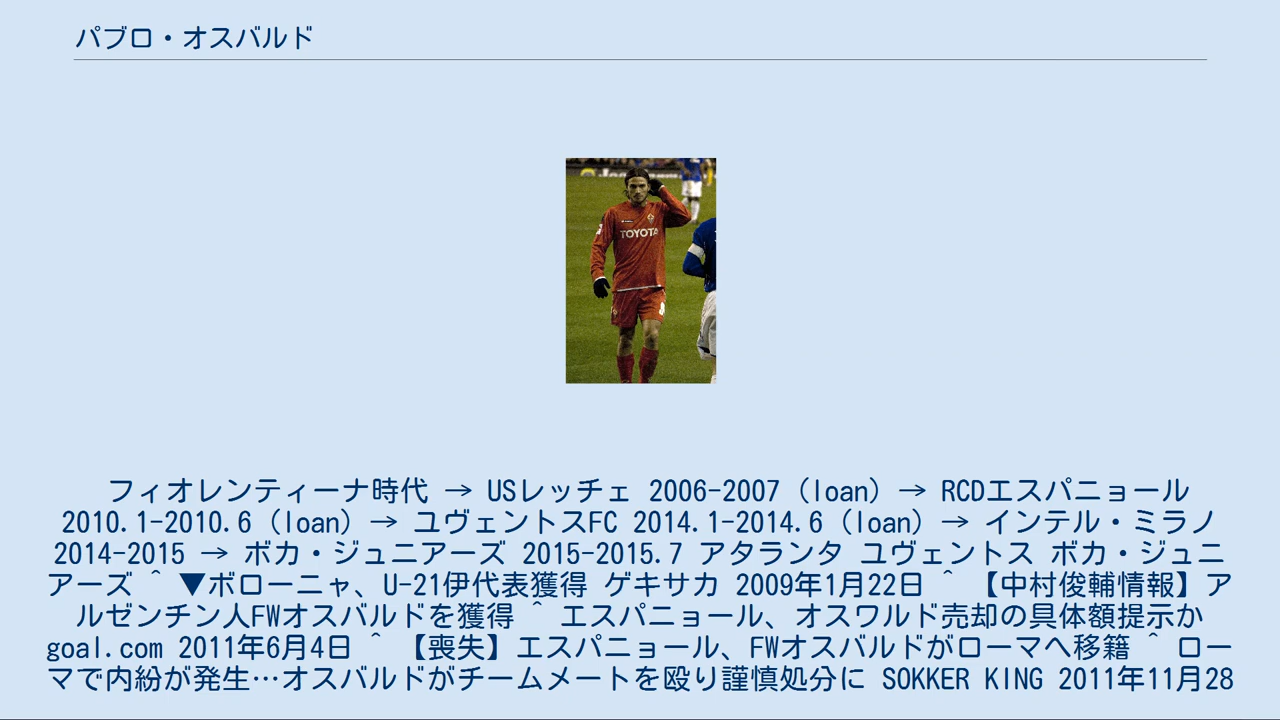 パブロ・オスバルド
TOYOTA
フィオレンティーナ時代 → USレッチェ 2006-2007 (loan) → RCDエスパニョール
2010.1-2010.6 (loan) → ユヴェントスFC 2014.1-2014.6 (loan) → インテル・ミラノ
2014-2015 → ボカ・ジュニアーズ 2015-2015.7 アタランタ ユヴェントス ボカ・ジュニ
アーズ ^ ▼ボローニャ、U-21伊代表獲得 ゲキサカ 2009年1月22日 ^ 【中村俊輔情報】ア
ルゼンチン人FWオスバルドを獲得 ^ エスパニョール、オスワルド売却の具体額提示か
goal.com 2011年6月4日 ^ 【喪失】エスパニョール、FWオスバルドがローマへ移籍 ^ ロー
マで内紛が発生…オスバルドがチームメートを殴り謹慎処分に SOKKER KING 2011年11月28